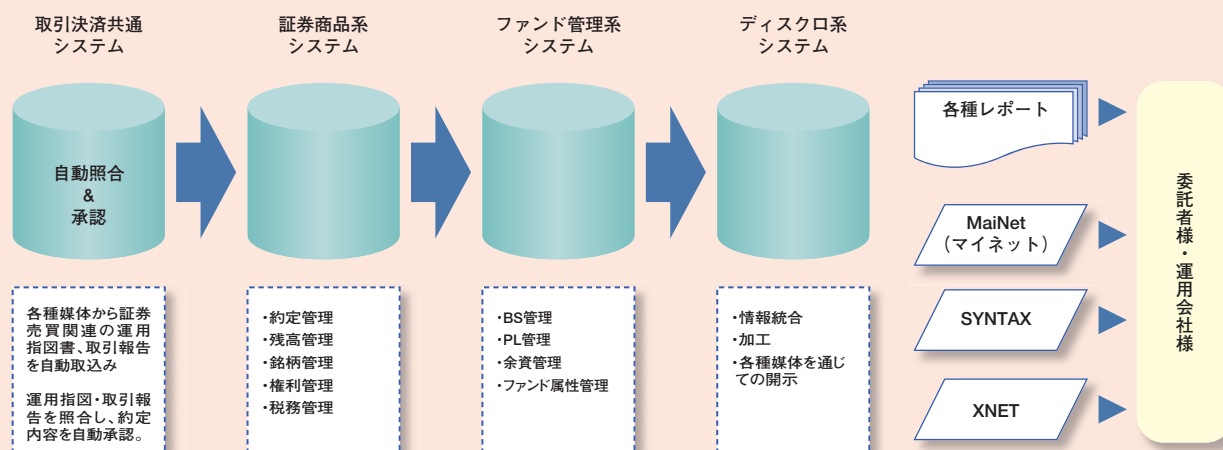 取引決済共通
システム
証券商品系
システム
ファンド管理系
システム
ディスクロ系
システム
自動照合
&
承認
各種媒体から証券
売買関連の運用
指図書、取引報告
を自動取込み
運用指図・取引報
告を照合し、約定
内容を自動承認。
・約定管理
・残高管理
・銘柄管理
・権利管理
・税務管理
・BS管理
・PL管理
・余資管理
・ファンド属性管理
・情報統合
・加工
・各種媒体を通じ
ての開示
各種レポート
MaiNet
（マイネット）
SYNTAX
XNET
委託者様・運用会社様